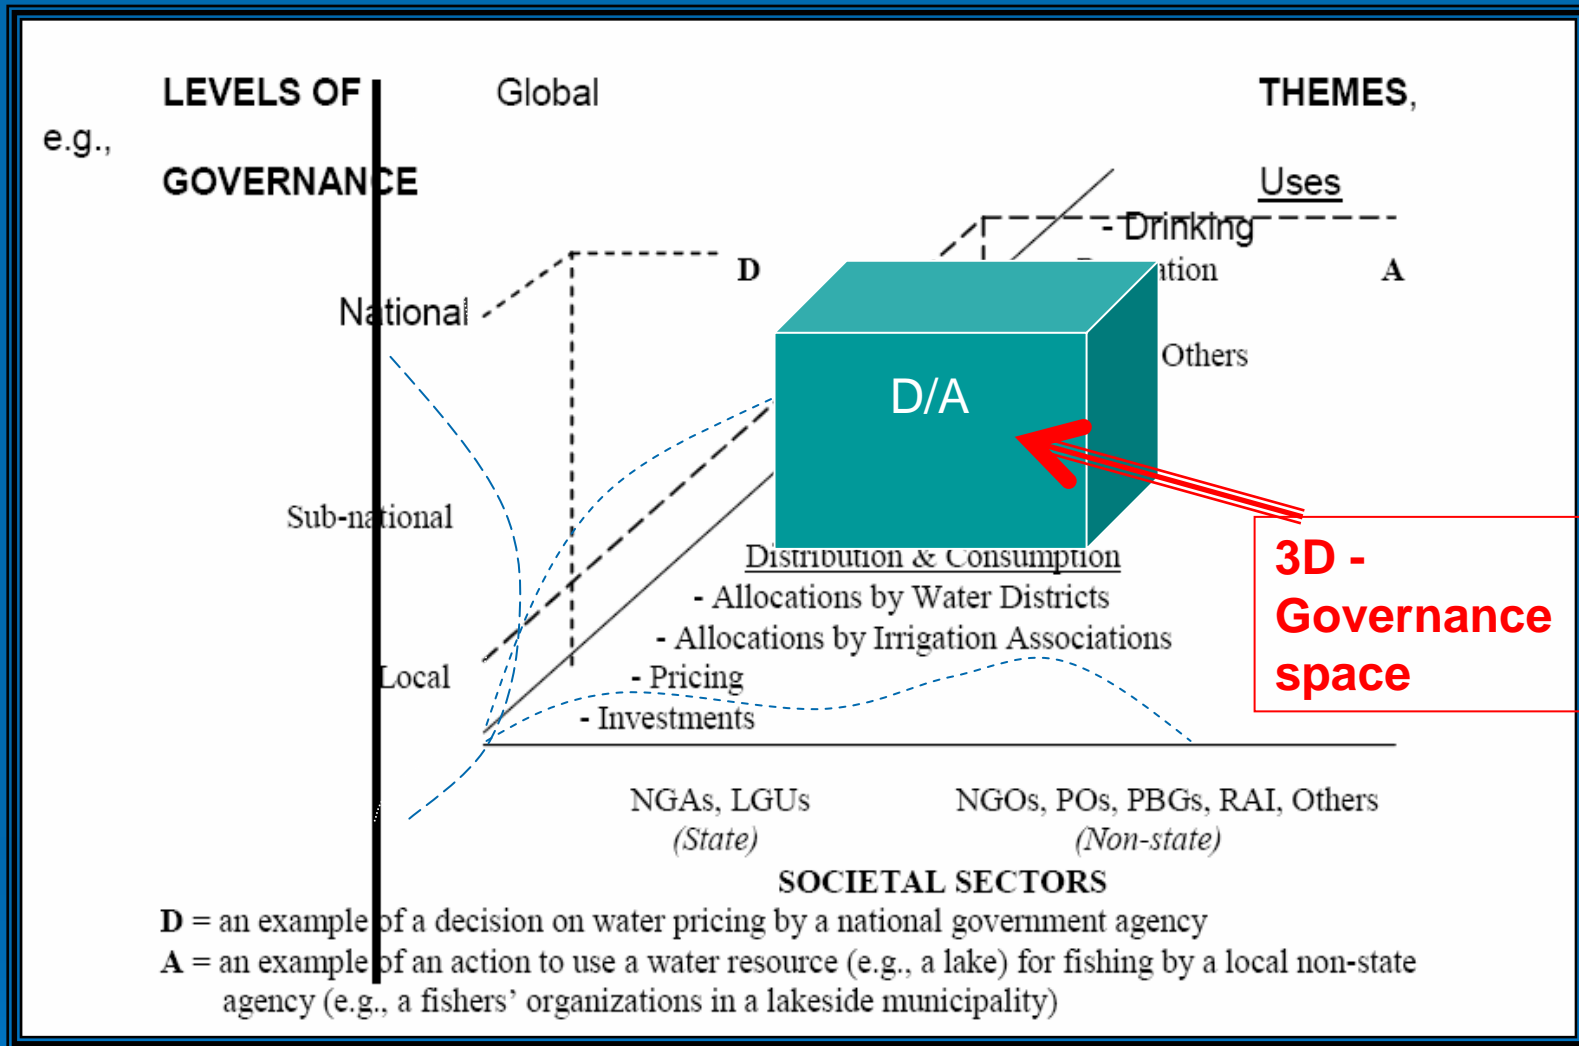 LEVELS OF Global THEMES,
e.g.,
GOVERNANCE Uses
- Drinking
D A
National
Others
D/A
Sub-national
3D -
Governance
space
Distribution & Consumption
- Allocations by Water Districts
- Allocations by Irrigation Associations
Local - Pricing
- Investments
NGAs, LGUs NGOs, POs, PBGs, RAI, Others
(State) (Non-state)
SOCIETAL SECTORS
D = an example of a decision on water pricing by a national government agency
A = an example of an action to use a water resource (e.g., a lake) for fishing by a local non-state
agency (e.g., a fishers’ organizations in a lakeside municipality)